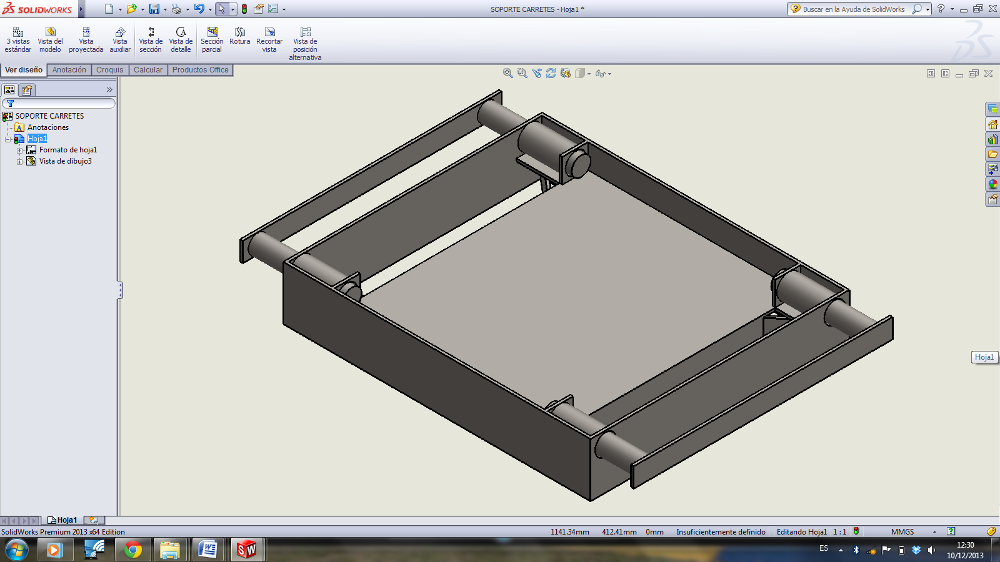 SOLIDWORKS
SOPORTE CARRETES - Hoja1 *
Buscar en la Ayuda de SolidWorks
3 vistas estándar
Vista del modelo
Vista proyectada
Vista auxiliar
Vista de sección
Vista de detalle
Sección parcial
Rotura
Recortar vista
Vista de posición alternativa
Ver diseño
Anotación
Croquis
Calcular
Productos Office
SOPORTE CARRETES
Anotaciones
Hoja1
Formato de hoja1
Vista de dibujo3
Hoja1
Hoja1
SolidWorks Premium 2013 x64 Edition
1141.34mm
412.41mm
0mm
Insuficientemente definido
Editando Hoja1
1 : 1
MMGS
ES
12:30
10/12/2013